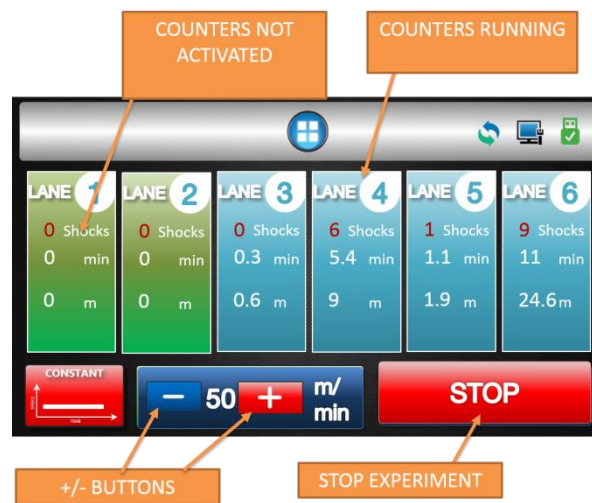 COUNTERS NOT
ACTIVATED
COUNTERS RUNNING
LANE 1
0 Shocks
0 min
0 m
LANE 2
0 Shocks
0 min
0 m
LANE 3
0 Shocks
0.3 min
0.6 m
LANE 4
6 Shocks
5.4 min
9 m
LANE 5
1 Shocks
1.1 min
1.9 m
LANE 6
9 Shocks
11 min
24.6 m
CONSTANT
SPEED
TIME
− 50 + m/
min
STOP
+/- BUTTONS
STOP EXPERIMENT